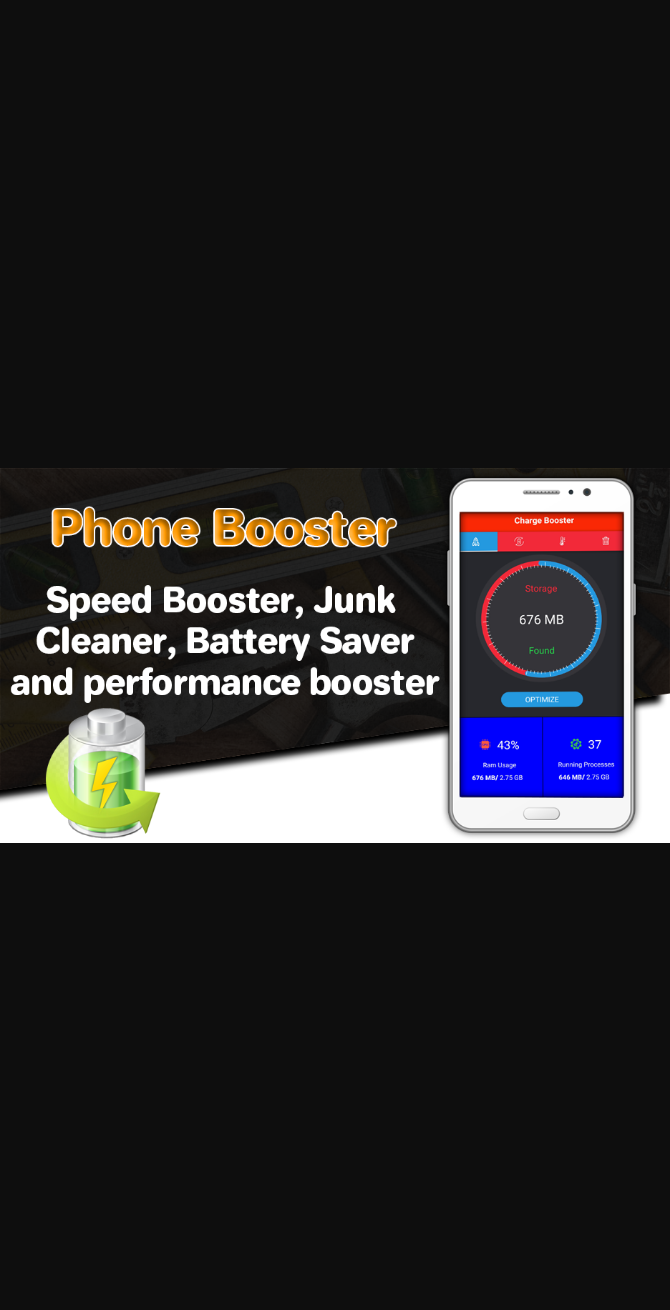 Phone Booster
Speed Booster, Junk
Cleaner, Battery Saver
and performance booster
Charge Booster
Storage
676 MB
Found
OPTIMIZE
43%
Ram Usage
676 MB/ 2.75 GB
37
Running Processes
646 MB/ 2.75 GB